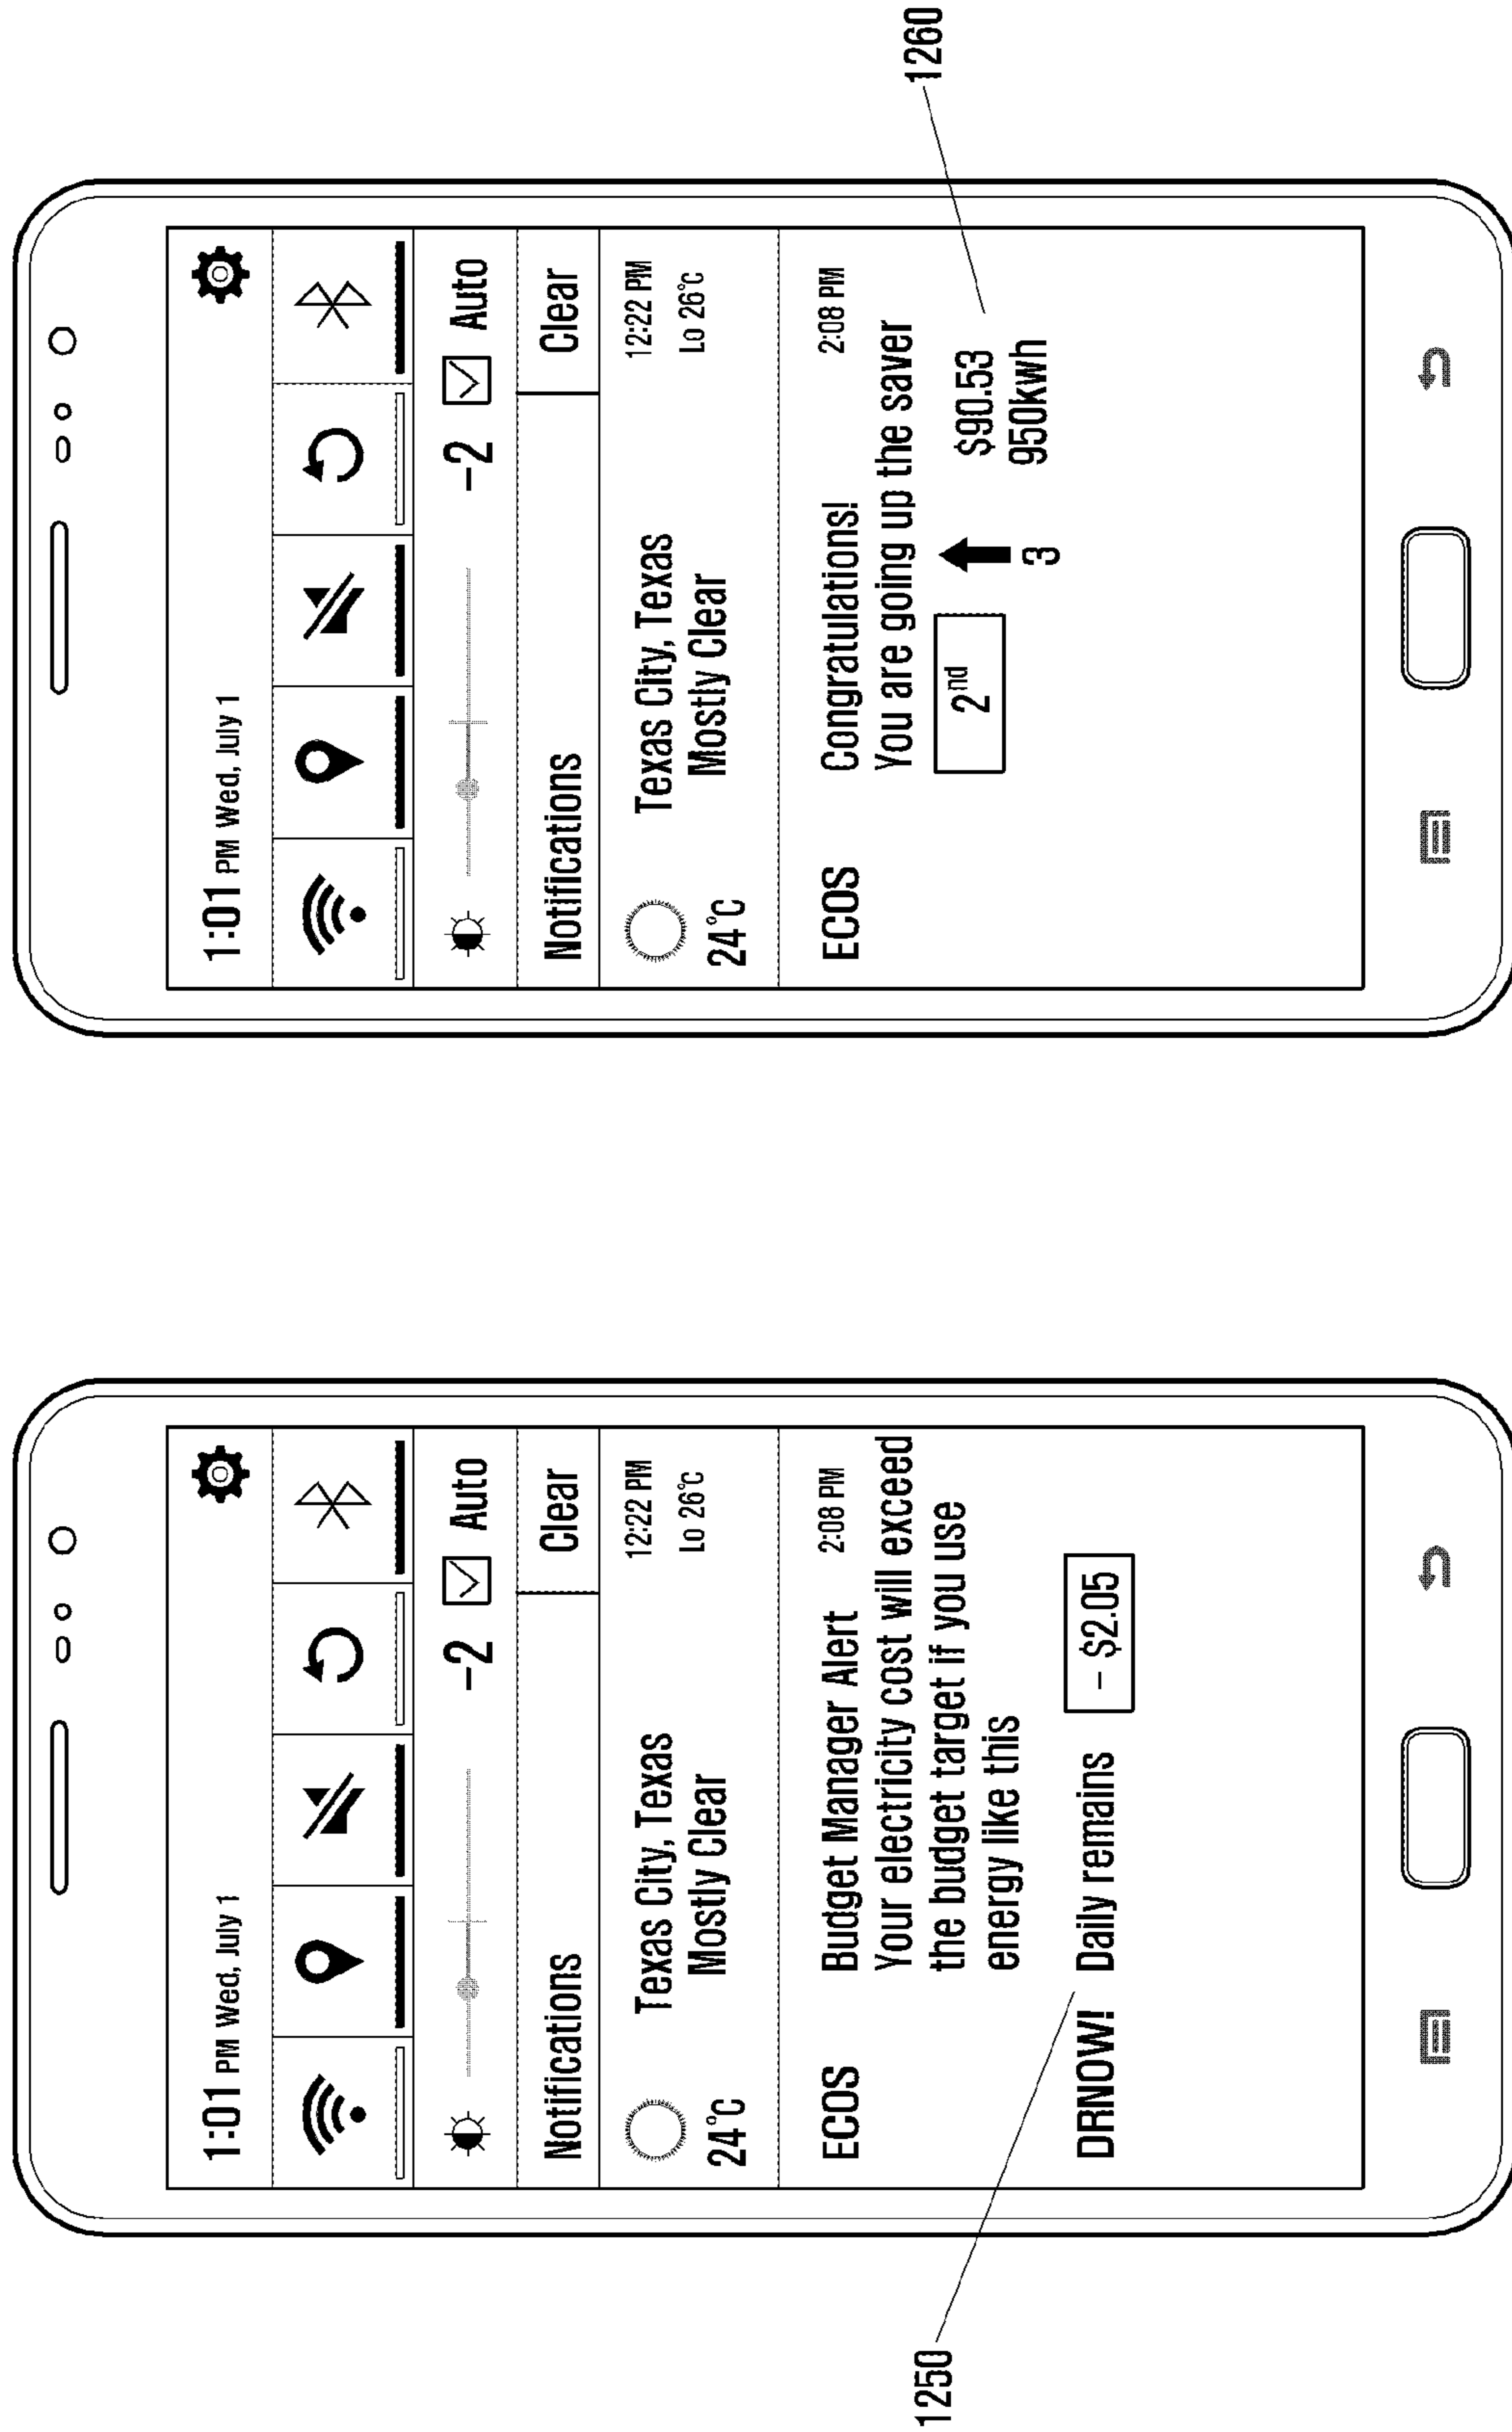 1:01 PM Wed, July 1
-2 Auto
Notifications Clear
Texas City, Texas 12:22 PM
24°C Mostly Clear Lo 26°C
ECOS Budget Manager Alert 2:08 PM
Your electricity cost will exceed
the budget target if you use
energy like this
DRNOW! Daily remains - $2.05
1250
1:01 PM Wed, July 1
-2 Auto
Notifications Clear
Texas City, Texas 12:22 PM
24°C Mostly Clear Lo 26°C
ECOS Congratulations! 2:08 PM
You are going up the saver
2nd $90.53
3 950kwh
1260